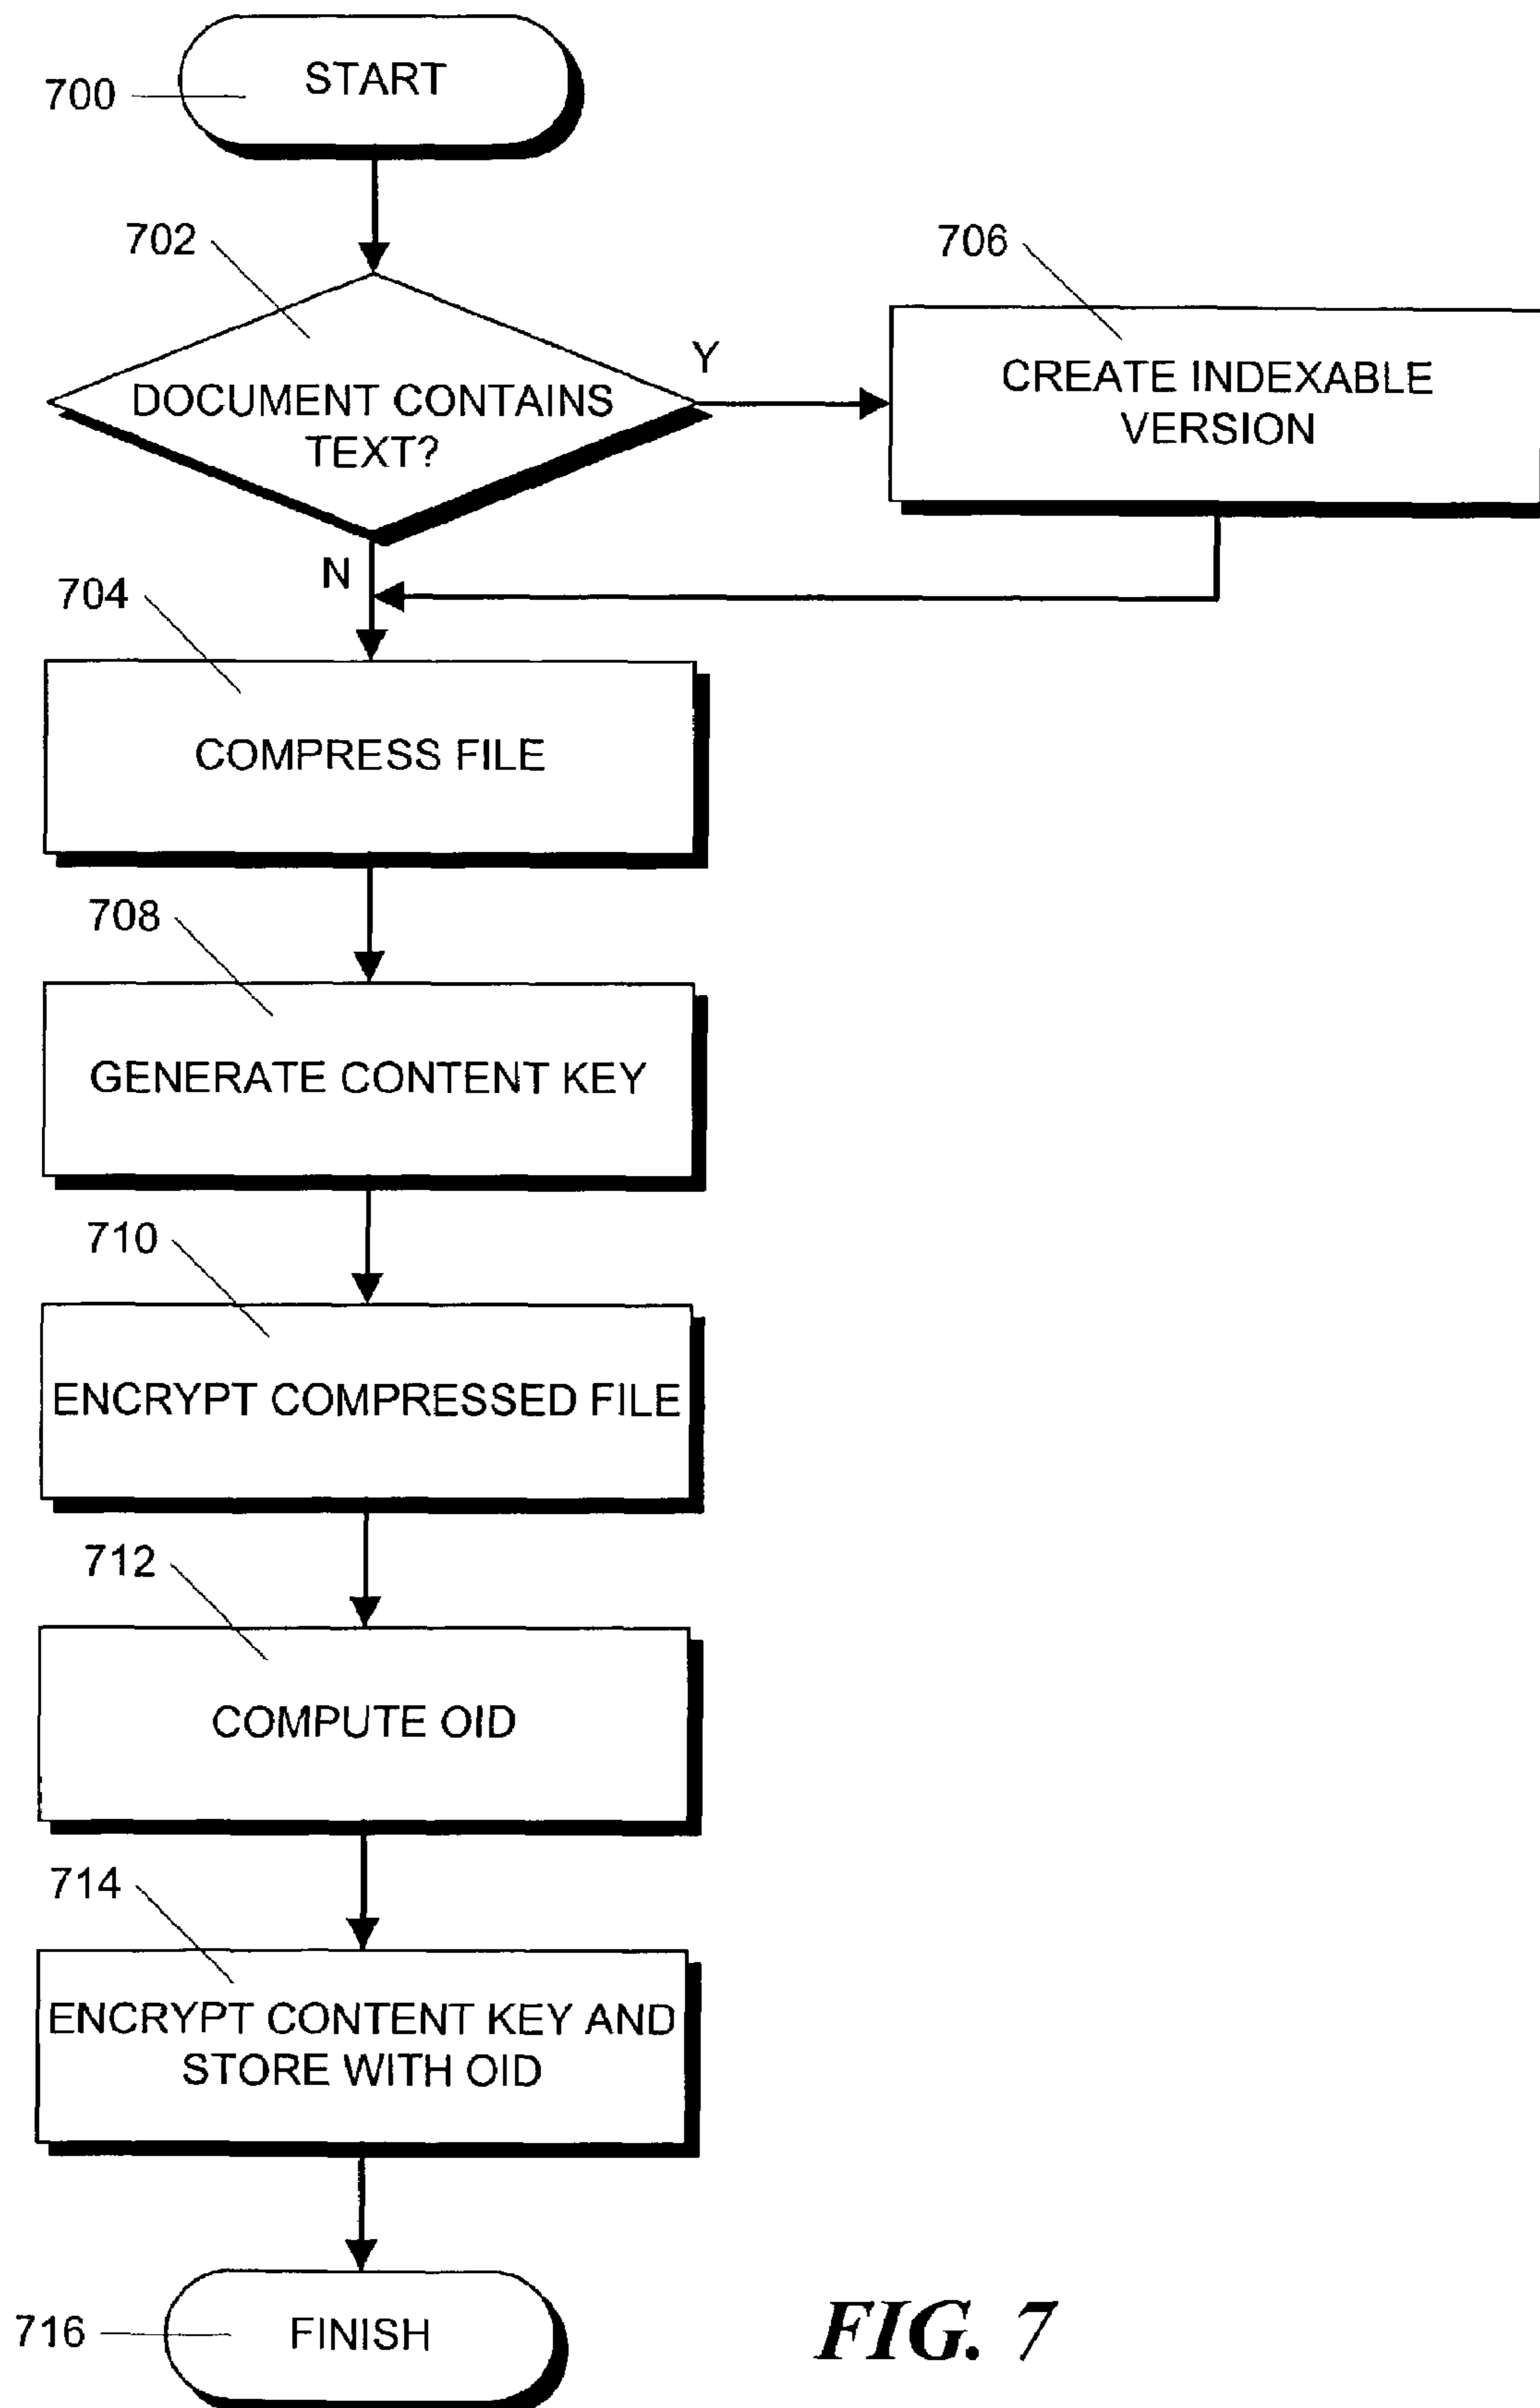 START
700
702
706
DOCUMENT CONTAINS
TEXT?
Y
CREATE INDEXABLE
VERSION
N
704
COMPRESS FILE
708
GENERATE CONTENT KEY
710
ENCRYPT COMPRESSED FILE
712
COMPUTE OID
714
ENCRYPT CONTENT KEY AND
STORE WITH OID
716
FINISH
FIG. 7